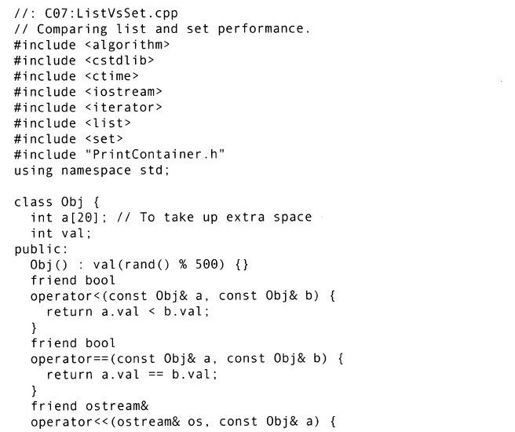 //: C07:ListVsSet.cpp
// Comparing list and set performance.
#include <algorithm>
#include <cstdlib>
#include <ctime>
#include <iostream>
#include <iterator>
#include <list>
#include <set>
#include "PrintContainer.h"
using namespace std;

class Obj {
  int a[20]; // To take up extra space
  int val;
public:
  Obj() : val(rand() % 500) {}
  friend bool
  operator<(const Obj& a, const Obj& b) {
    return a.val < b.val;
  }
  friend bool
  operator==(const Obj& a, const Obj& b) {
    return a.val == b.val;
  }
  friend ostream&
  operator<<(ostream& os, const Obj& a) {